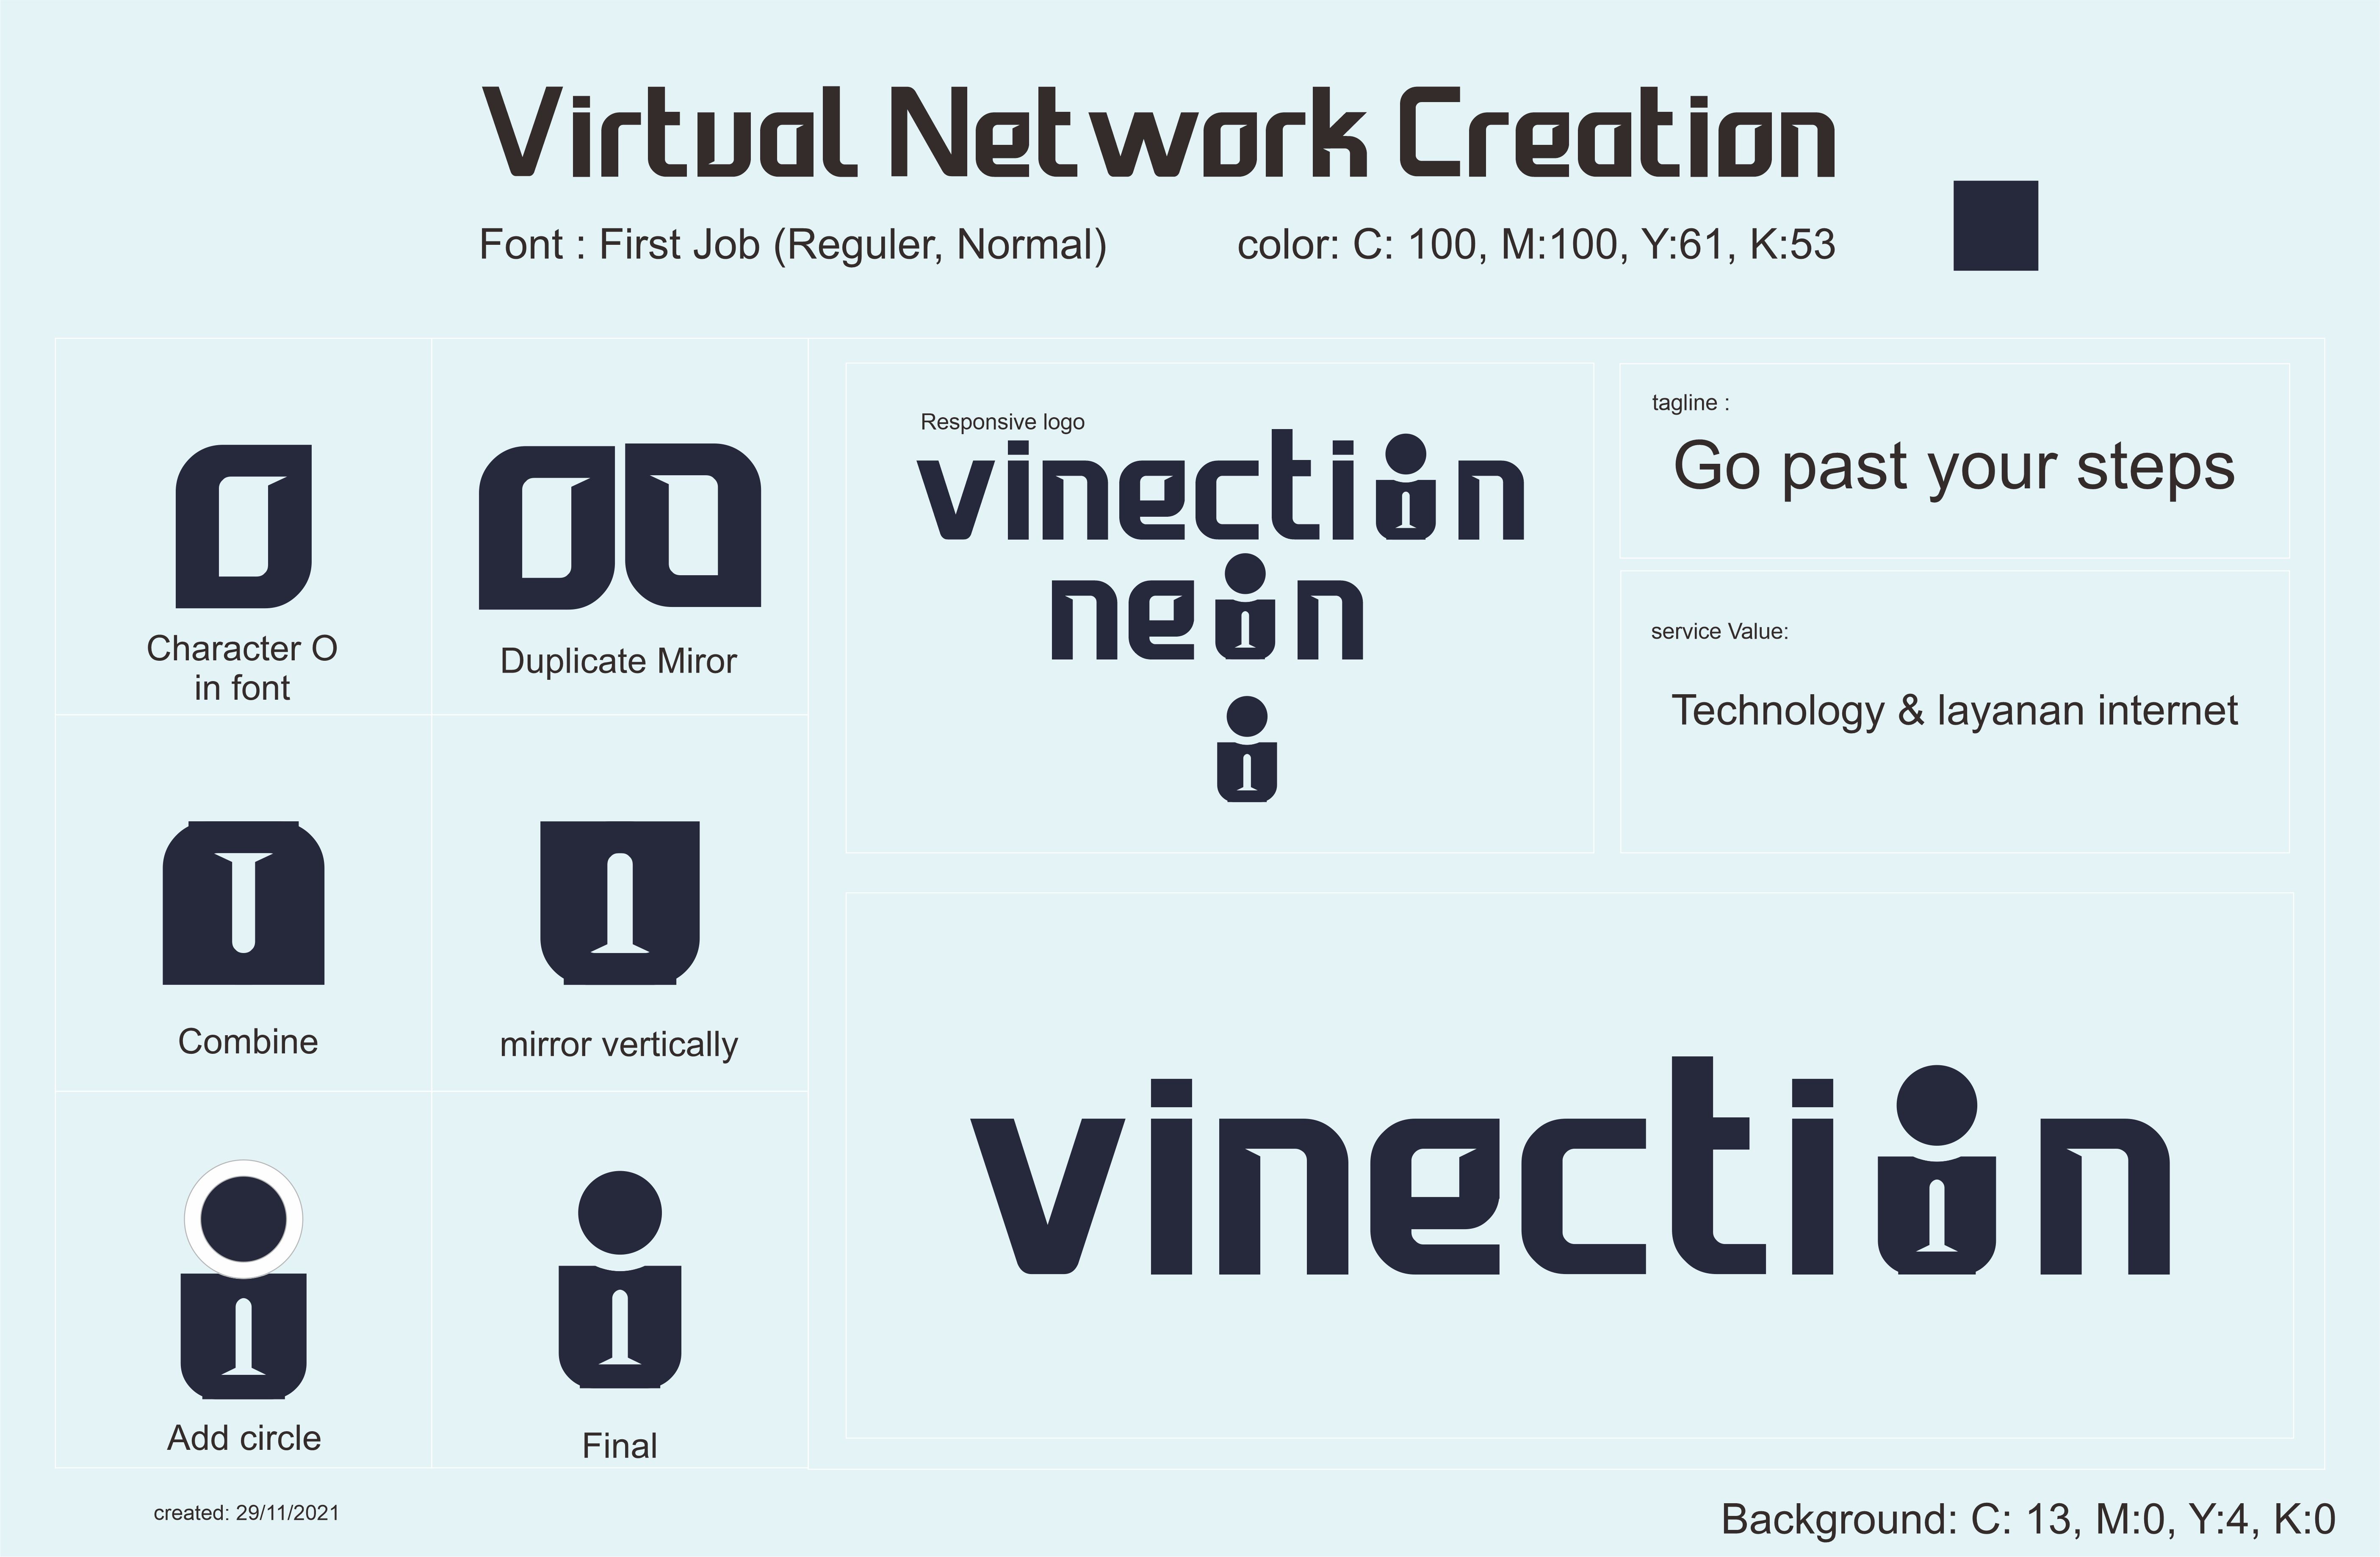 Virtual Network Creation
Font : First Job (Reguler, Normal)
color: C: 100, M:100, Y:61, K:53
Character O
in font
Duplicate Miror
Combine
mirror vertically
Add circle
Final
Responsive logo
vinection
neon
tagline :
Go past your steps
service Value:
Technology & layanan internet
vinection
created: 29/11/2021
Background: C: 13, M:0, Y:4, K:0